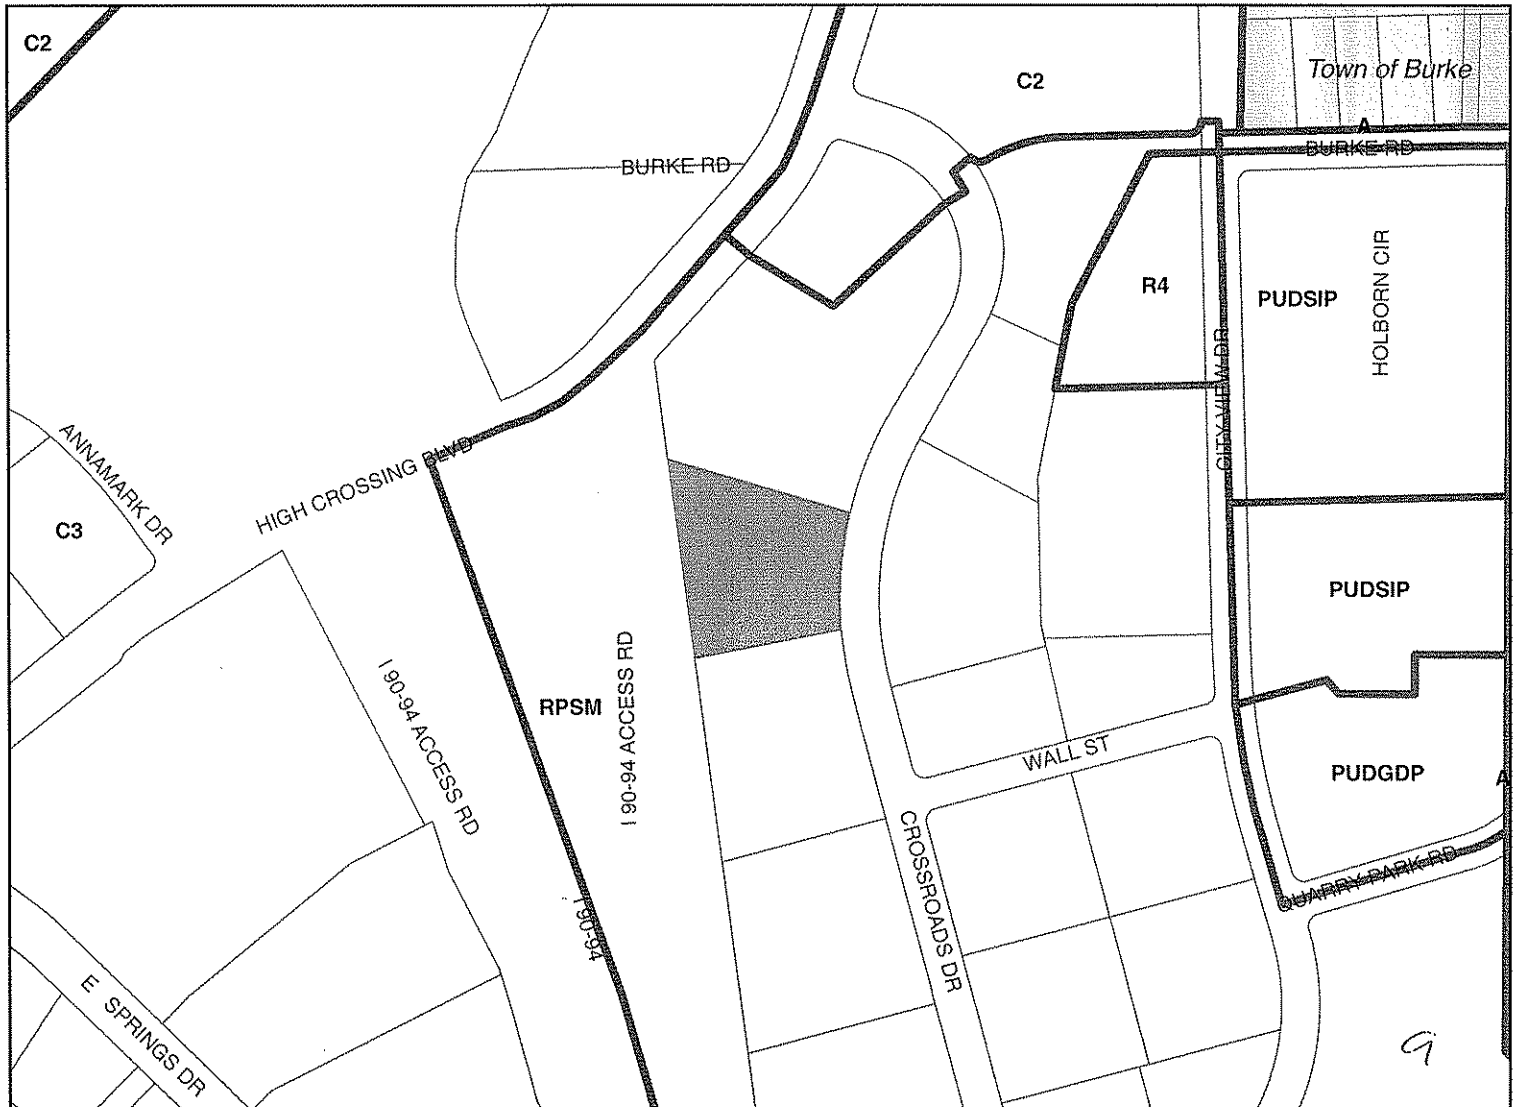 C2
C2
Town of Burke
A
BURKE RD
BURKE RD
R4
PUDSIP
HOLBORN CIR
CITY VIEW DR
ANNAMARK DR
HIGH CROSSING BLVD
C3
PUDSIP
RPSM
I 90-94 ACCESS RD
I 90-94 ACCESS RD
WALL ST
PUDGDP
A
CROSSROADS DR
QUARRY PARK RD
I 90-94
E SPRINGS DR
9